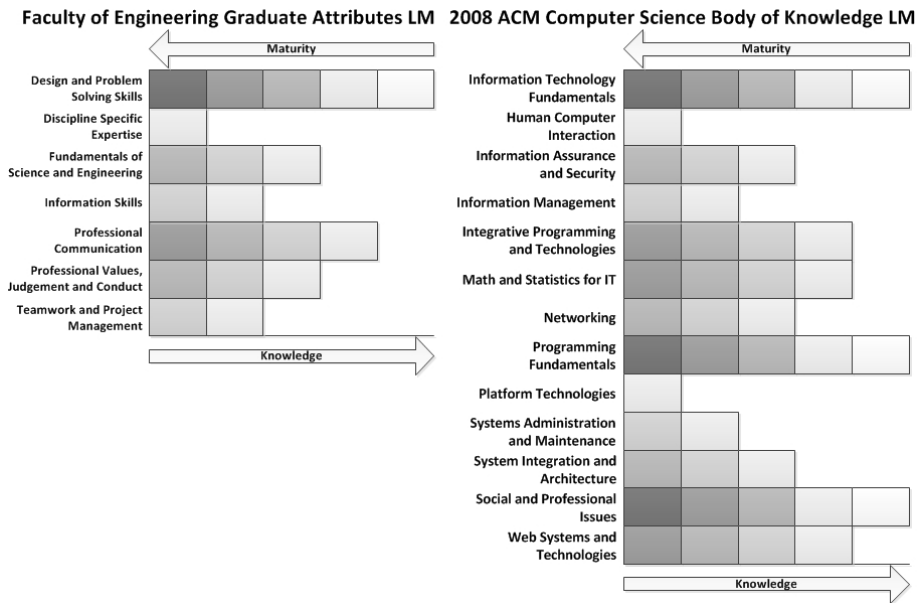 Faculty of Engineering Graduate Attributes LM
Maturity
Design and Problem
Solving Skills
Discipline Specific
Expertise
Fundamentals of
Science and Engineering
Information Skills
Professional
Communication
Professional Values,
Judgement and Conduct
Teamwork and Project
Management
Knowledge
2008 ACM Computer Science Body of Knowledge LM
Maturity
Information Technology
Fundamentals
Human Computer
Interaction
Information Assurance
and Security
Information Management
Integrative Programming
and Technologies
Math and Statistics for IT
Networking
Programming
Fundamentals
Platform Technologies
Systems Administration
and Maintenance
System Integration and
Architecture
Social and Professional
Issues
Web Systems and
Technologies
Knowledge